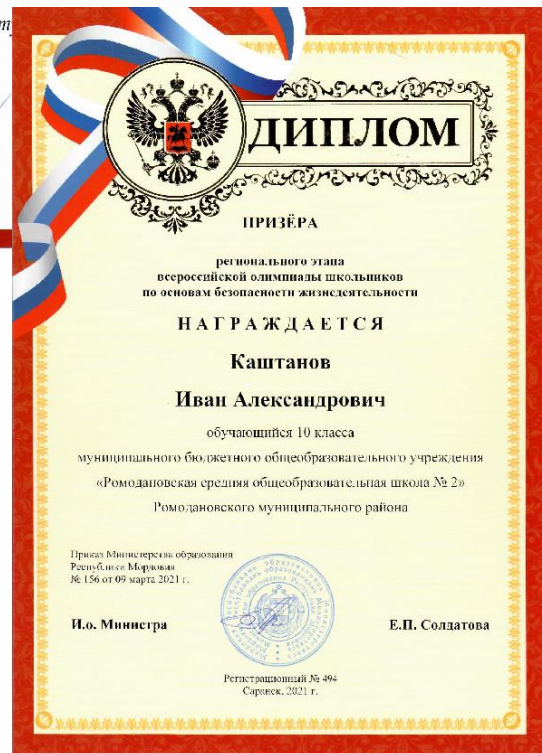 ДИПЛОМ
ПРИЗЁРА
регионального этапа
всероссийской олимпиады школьников
по основам безопасности жизнедеятельности
НАГРАЖДАЕТСЯ
Каштанов
Иван Александрович
обучающийся 10 класса
муниципального бюджетного общеобразовательного учреждения
«Ромодановская средняя общеобразовательная школа № 2»
Ромодановского муниципального района
Приказ Министерства образования
Республики Мордовия
№ 156 от 09 марта 2021 г.
И.о. Министра
Е.П. Солдатова
Регистрационный № 494
Саранск, 2021 г.